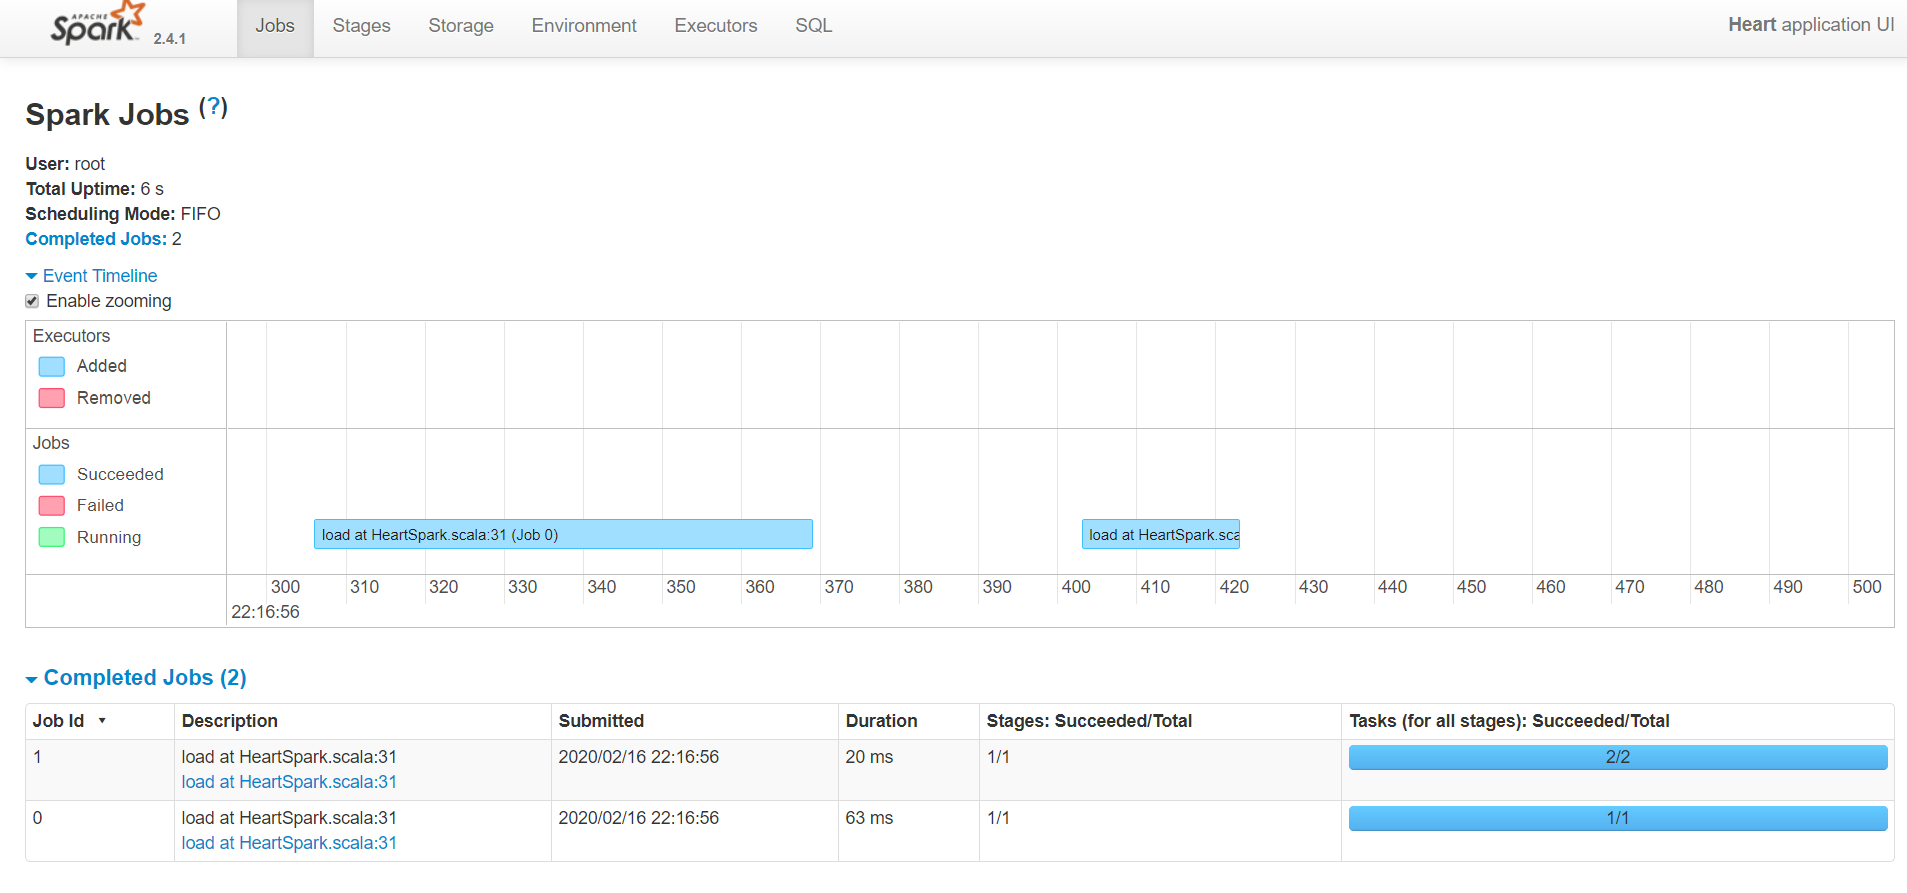 APACHE Spark 2.4.1 Jobs Stages Storage Environment Executors SQL Heart application UI
Spark Jobs (?)
User: root
Total Uptime: 6 s
Scheduling Mode: FIFO
Completed Jobs: 2
Event Timeline
Enable zooming
Executors
Added
Removed
Jobs
Succeeded
Failed
Running
load at HeartSpark.scala:31 (Job 0) load at HeartSpark.sca
300 310 320 330 340 350 360 370 380 390 400 410 420 430 440 450 460 470 480 490 500
22:16:56
Completed Jobs (2)
Job Id Description Submitted Duration Stages: Succeeded/Total Tasks (for all stages): Succeeded/Total
1 load at HeartSpark.scala:31 2020/02/16 22:16:56 20 ms 1/1 2/2
load at HeartSpark.scala:31
0 load at HeartSpark.scala:31 2020/02/16 22:16:56 63 ms 1/1 1/1
load at HeartSpark.scala:31